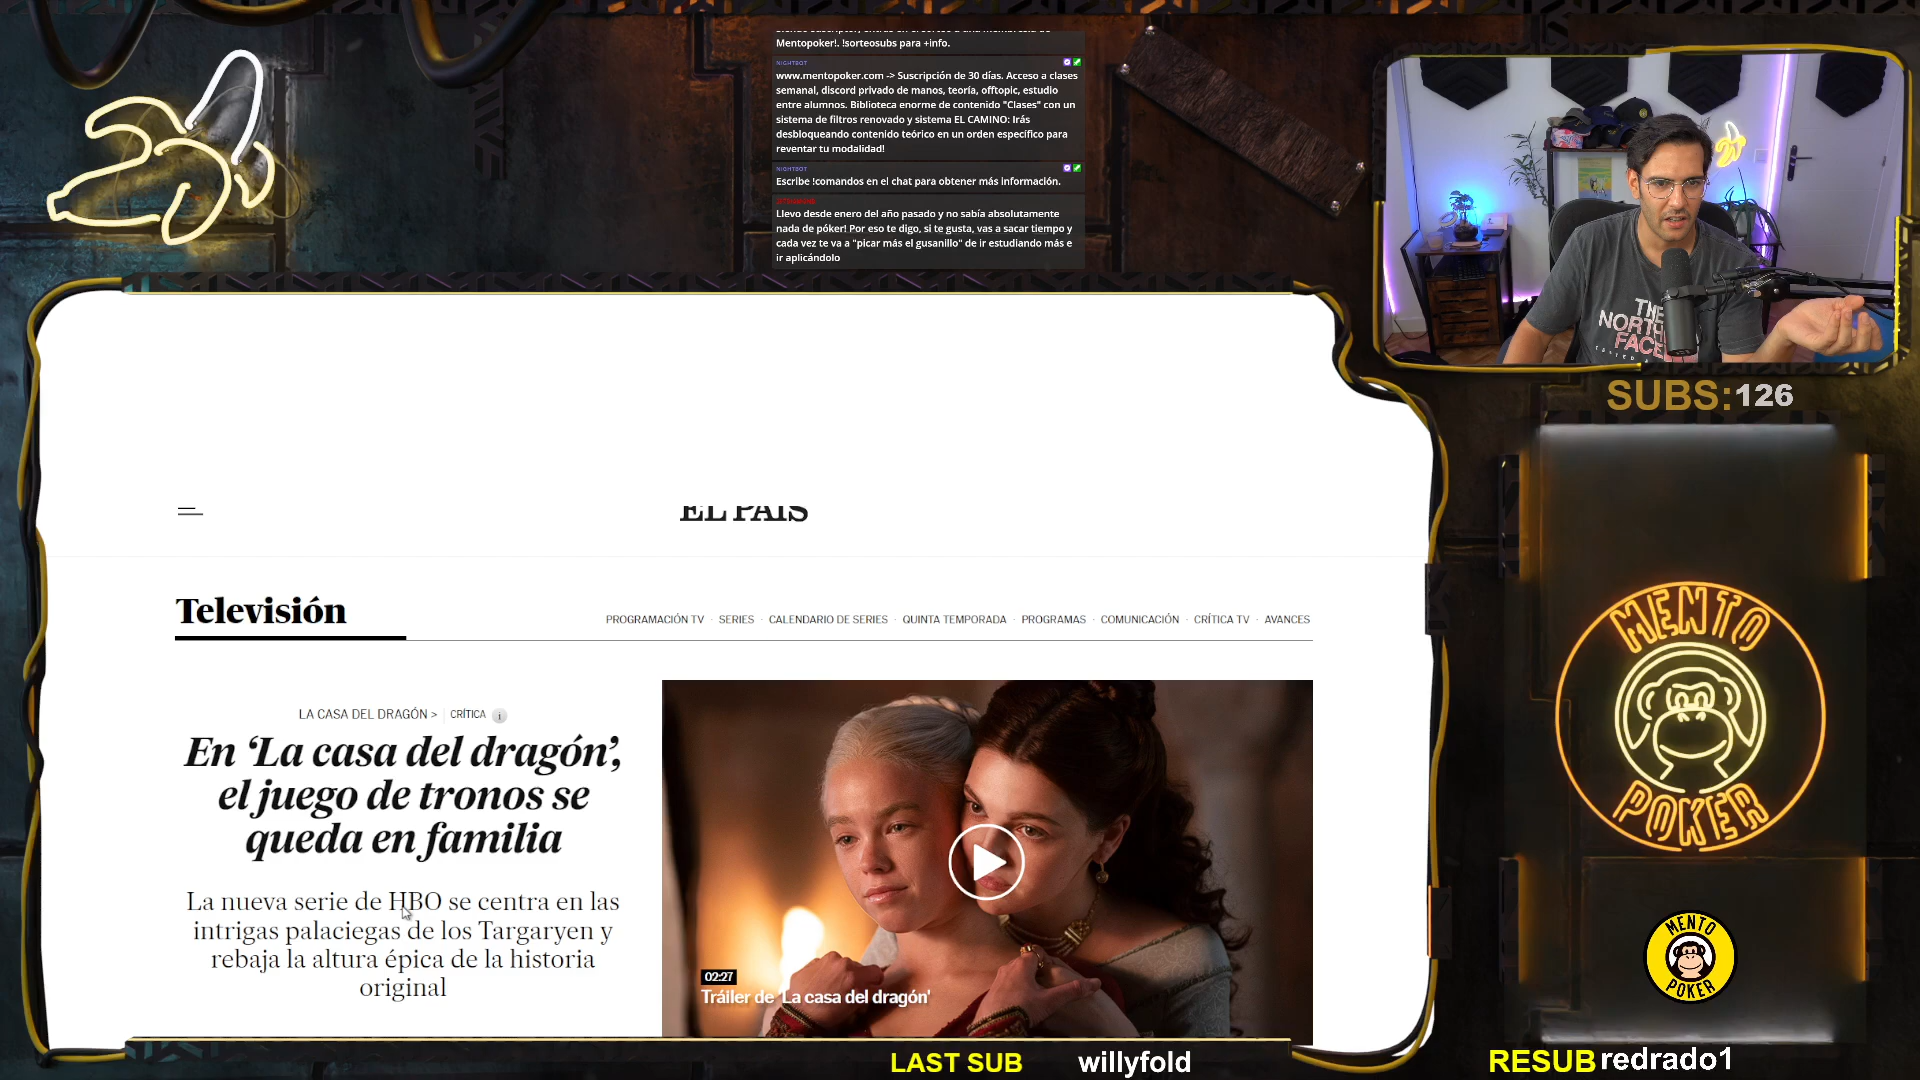 Mentopoker!. !sorteosubs para +info.
NIGHTBOT
www.mentopoker.com -> Suscripción de 30 días. Acceso a clases
semanal, discord privado de manos, teoría, offtopic, estudio
entre alumnos. Biblioteca enorme de contenido "Clases" con un
sistema de filtros renovado y sistema EL CAMINO: Irás
desbloqueando contenido teórico en un orden específico para
reventar tu modalidad!
NIGHTBOT
Escribe !comandos en el chat para obtener más información.
Llevo desde enero del año pasado y no sabía absolutamente
nada de póker! Por eso te digo, si te gusta, vas a sacar tiempo y
cada vez te va a "picar más el gusanillo" de ir estudiando más e
ir aplicándolo
THE
NORTH
FACE
SUBS:126
EL PAIS
Televisión
PROGRAMACIÓN TV · SERIES · CALENDARIO DE SERIES · QUINTA TEMPORADA · PROGRAMAS · COMUNICACIÓN · CRÍTICA TV · AVANCES
LA CASA DEL DRAGÓN > CRÍTICA i
En ‘La casa del dragón’,
el juego de tronos se
queda en familia
La nueva serie de HBO se centra en las
intrigas palaciegas de los Targaryen y
rebaja la altura épica de la historia
original
02:27
Tráiler de 'La casa del dragón'
MENTO
POKER
MENTO
POKER
LAST SUB willyfold
RESUB redrado1